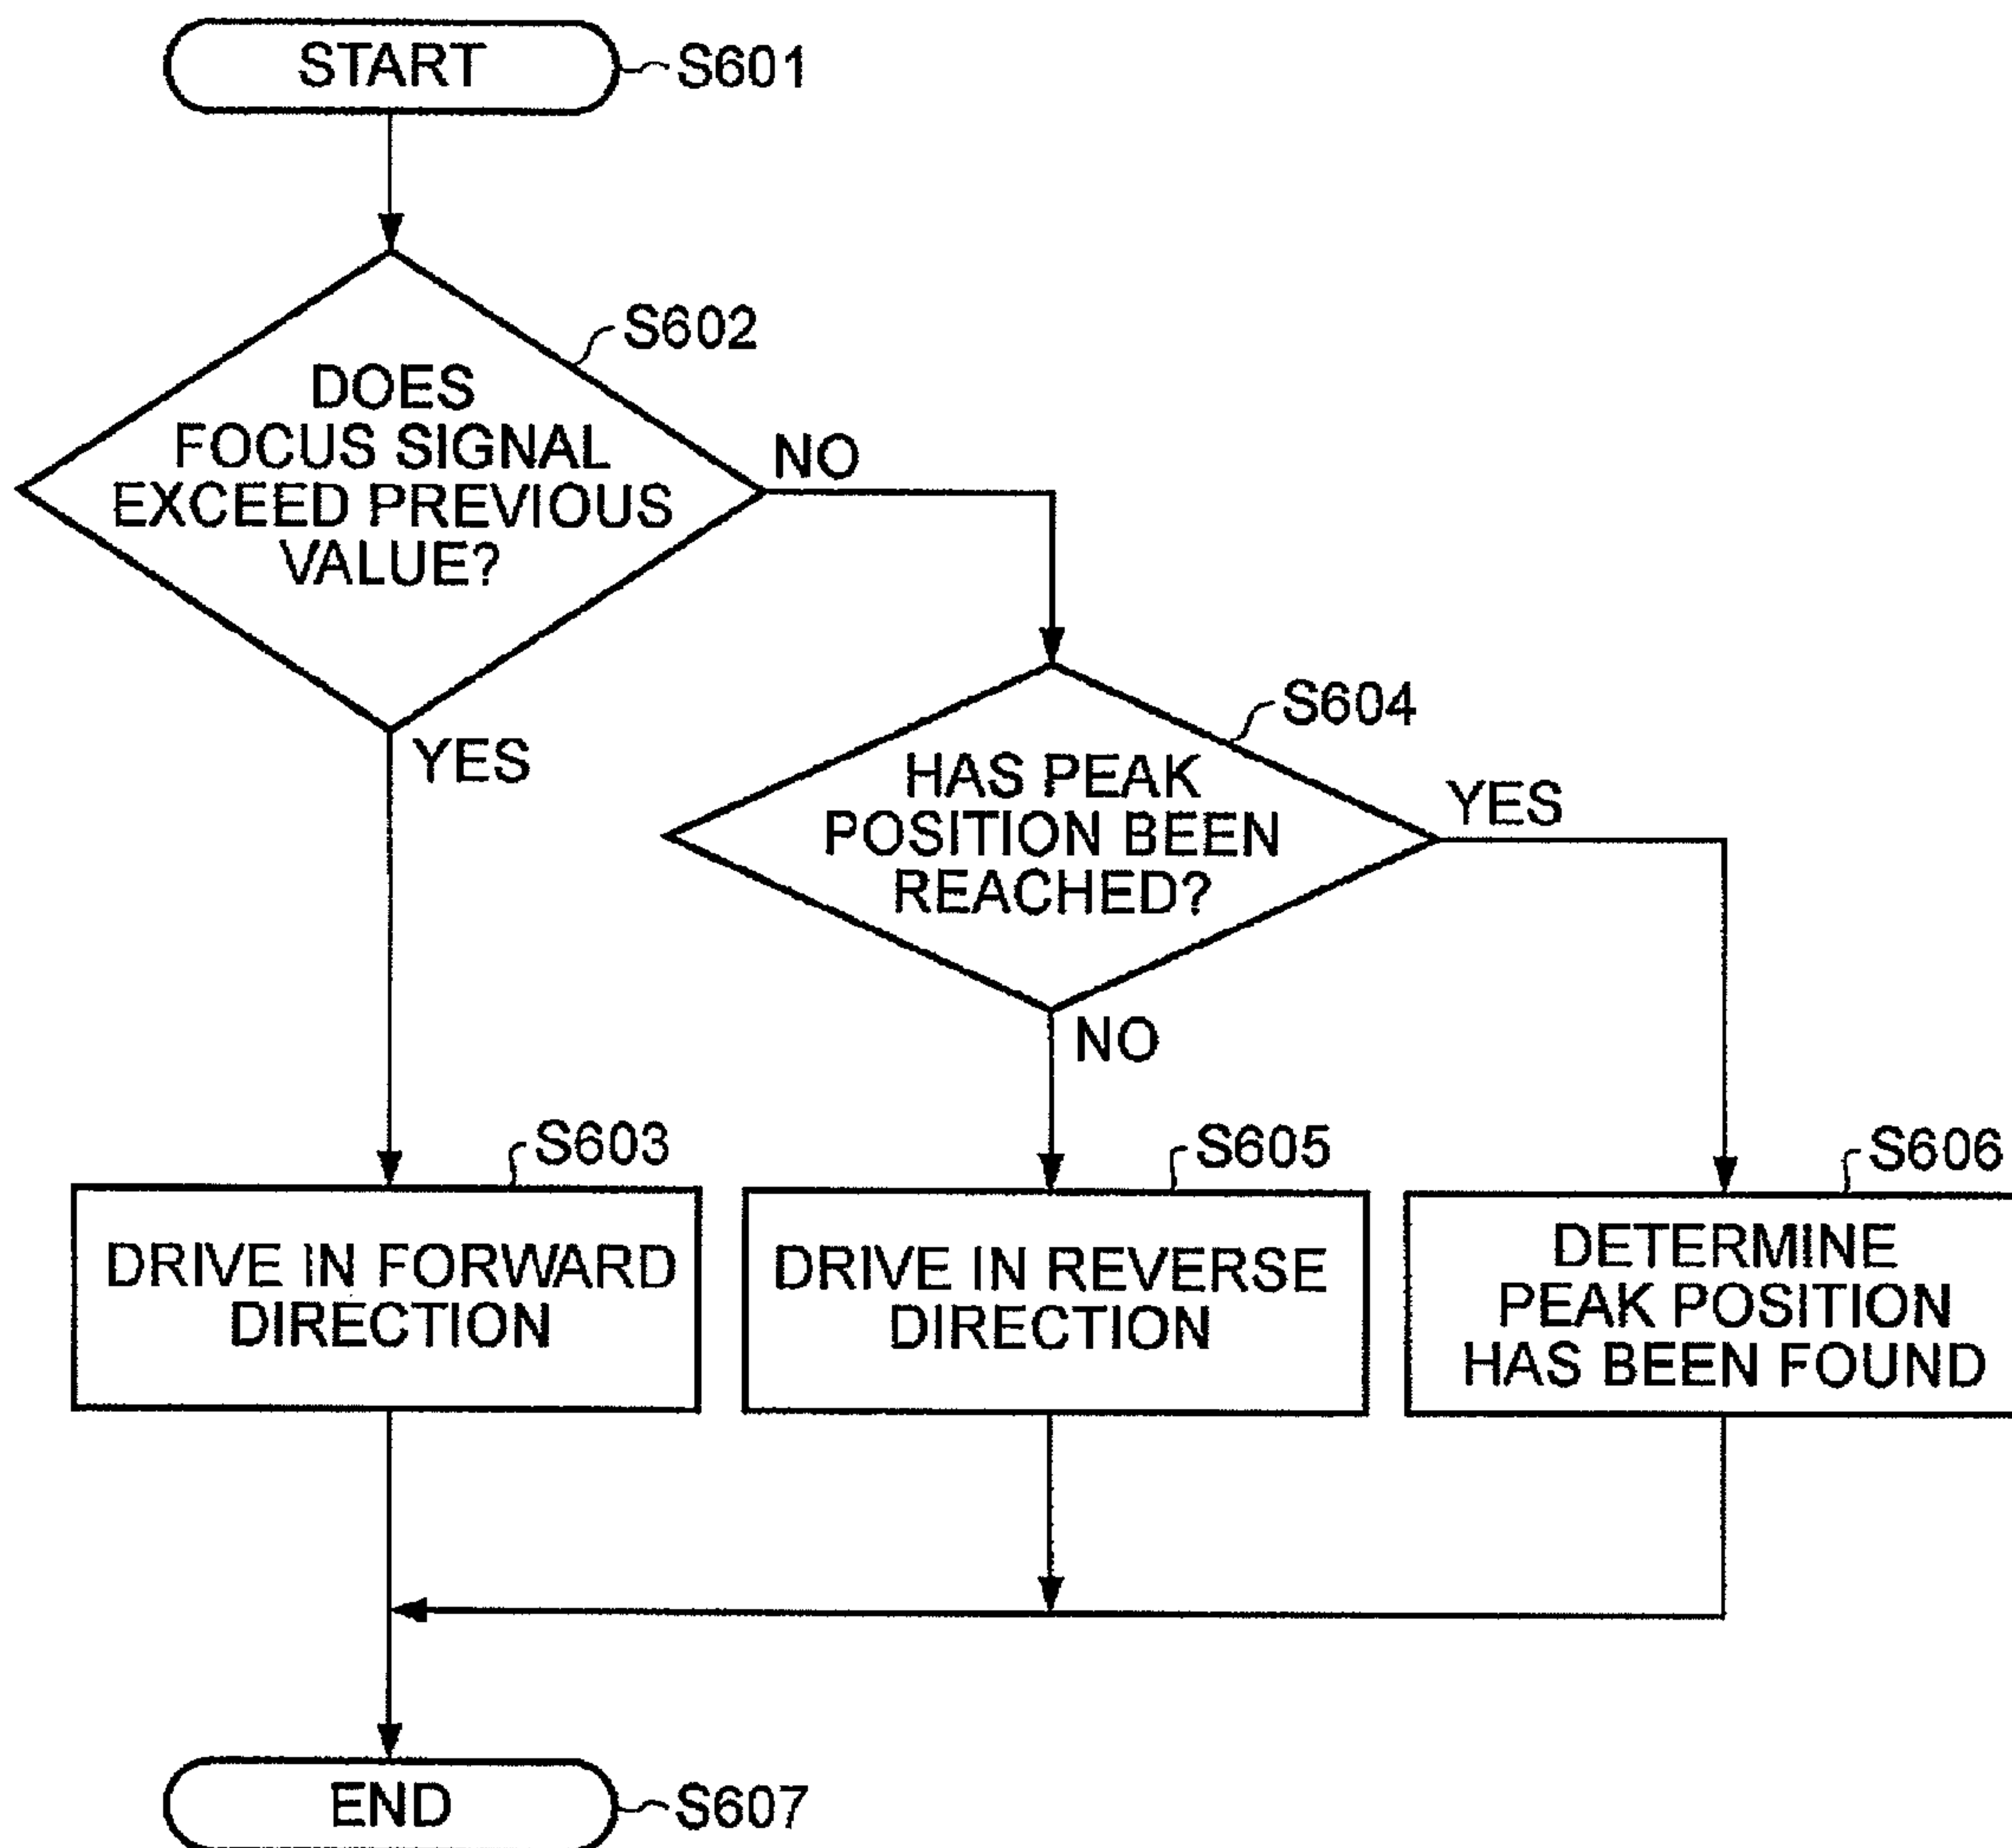 START
S601
S602
DOES
FOCUS SIGNAL
EXCEED PREVIOUS
VALUE?
NO
YES
S604
HAS PEAK
POSITION BEEN
REACHED?
YES
NO
S603
DRIVE IN FORWARD
DIRECTION
S605
DRIVE IN REVERSE
DIRECTION
S606
DETERMINE
PEAK POSITION
HAS BEEN FOUND
END
S607